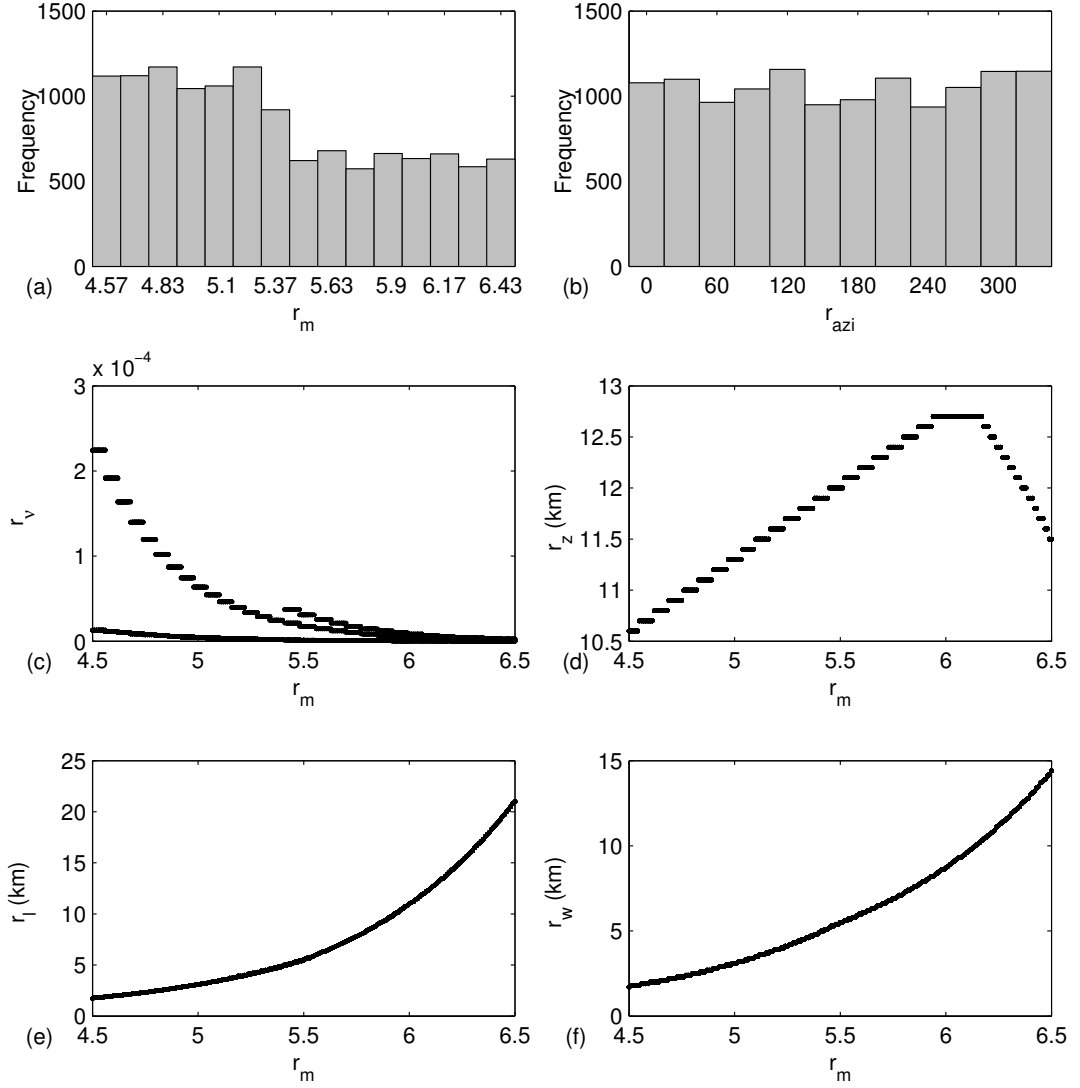 1500
1000
500
0
Frequency
4.57 4.83 5.1 5.37 5.63 5.9 6.17 6.43
(a)
r_m
1500
1000
500
0
Frequency
0 60 120 180 240 300
(b)
r_azi
x 10⁻⁴
3
2
1
0
r_ν
4.5 5 5.5 6 6.5
(c)
r_m
13
12.5
12
11.5
11
10.5
r_z (km)
4.5 5 5.5 6 6.5
(d)
r_m
25
20
15
10
5
0
r_l (km)
4.5 5 5.5 6 6.5
(e)
r_m
15
10
5
0
r_w (km)
4.5 5 5.5 6 6.5
(f)
r_m